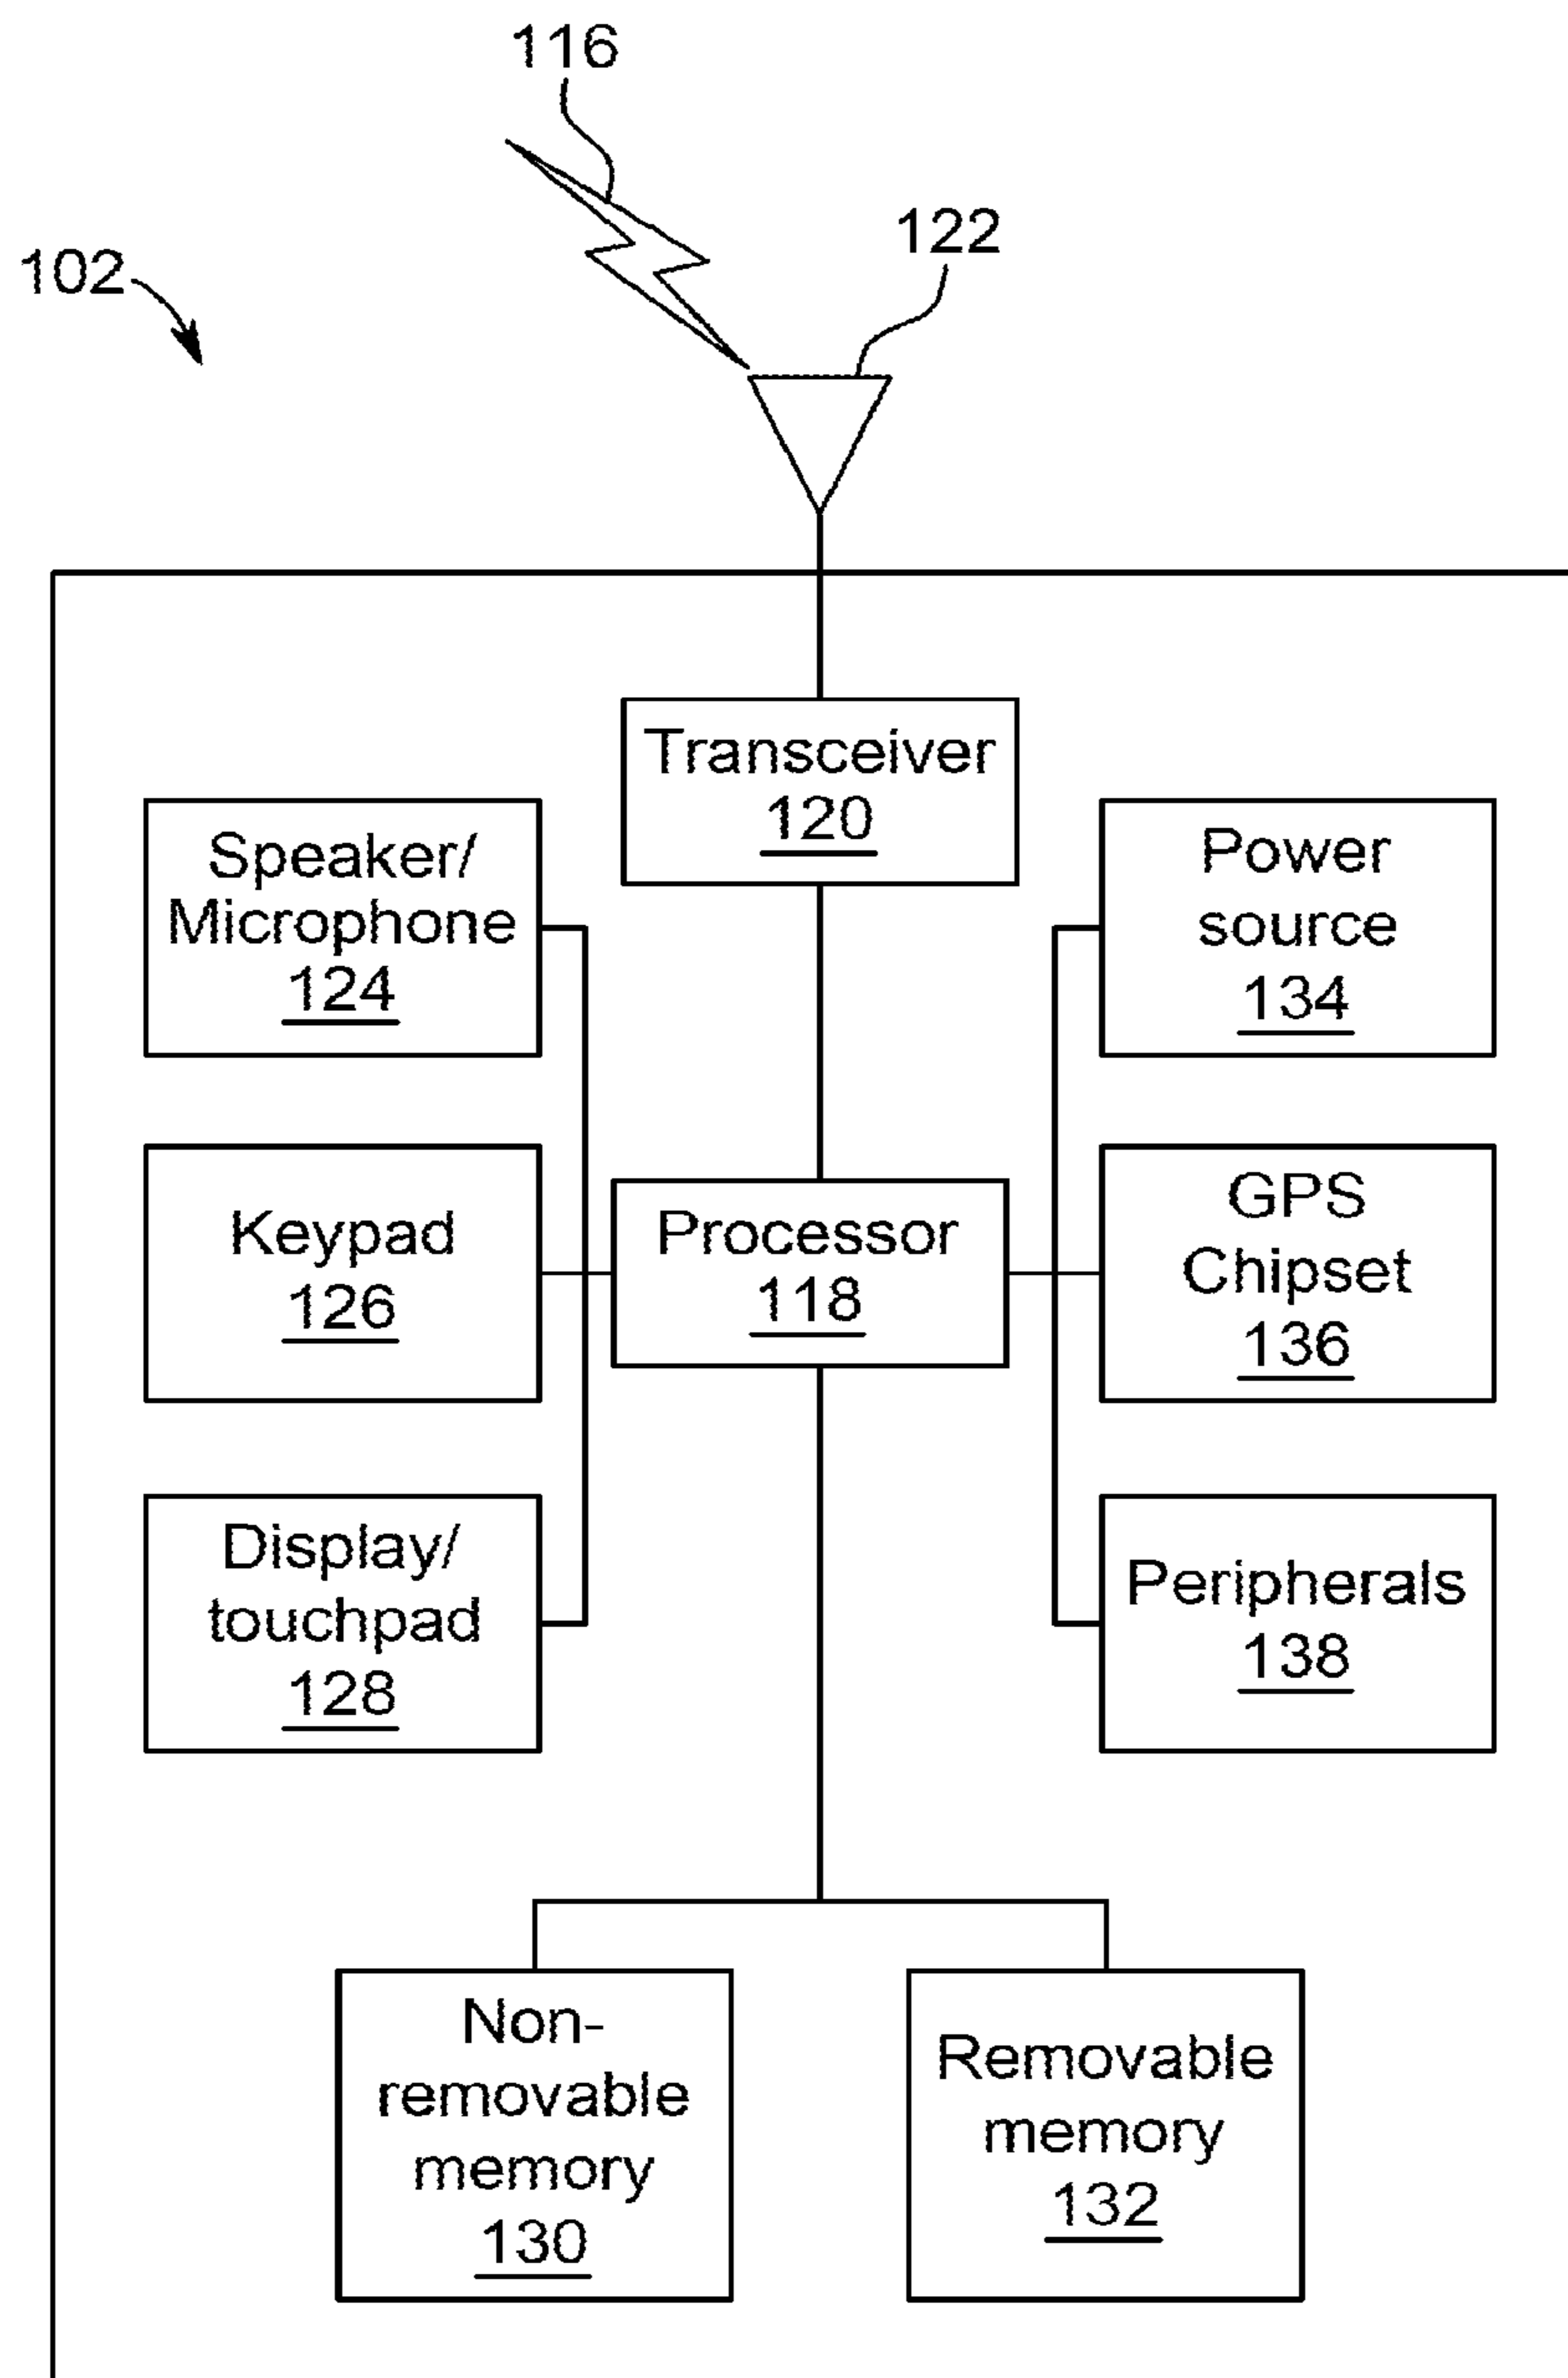 116
122
102
Transceiver
120
Speaker/
Microphone
124
Power
source
134
Keypad
126
Processor
118
GPS
Chipset
136
Display/
touchpad
128
Peripherals
138
Non-
removable
memory
130
Removable
memory
132